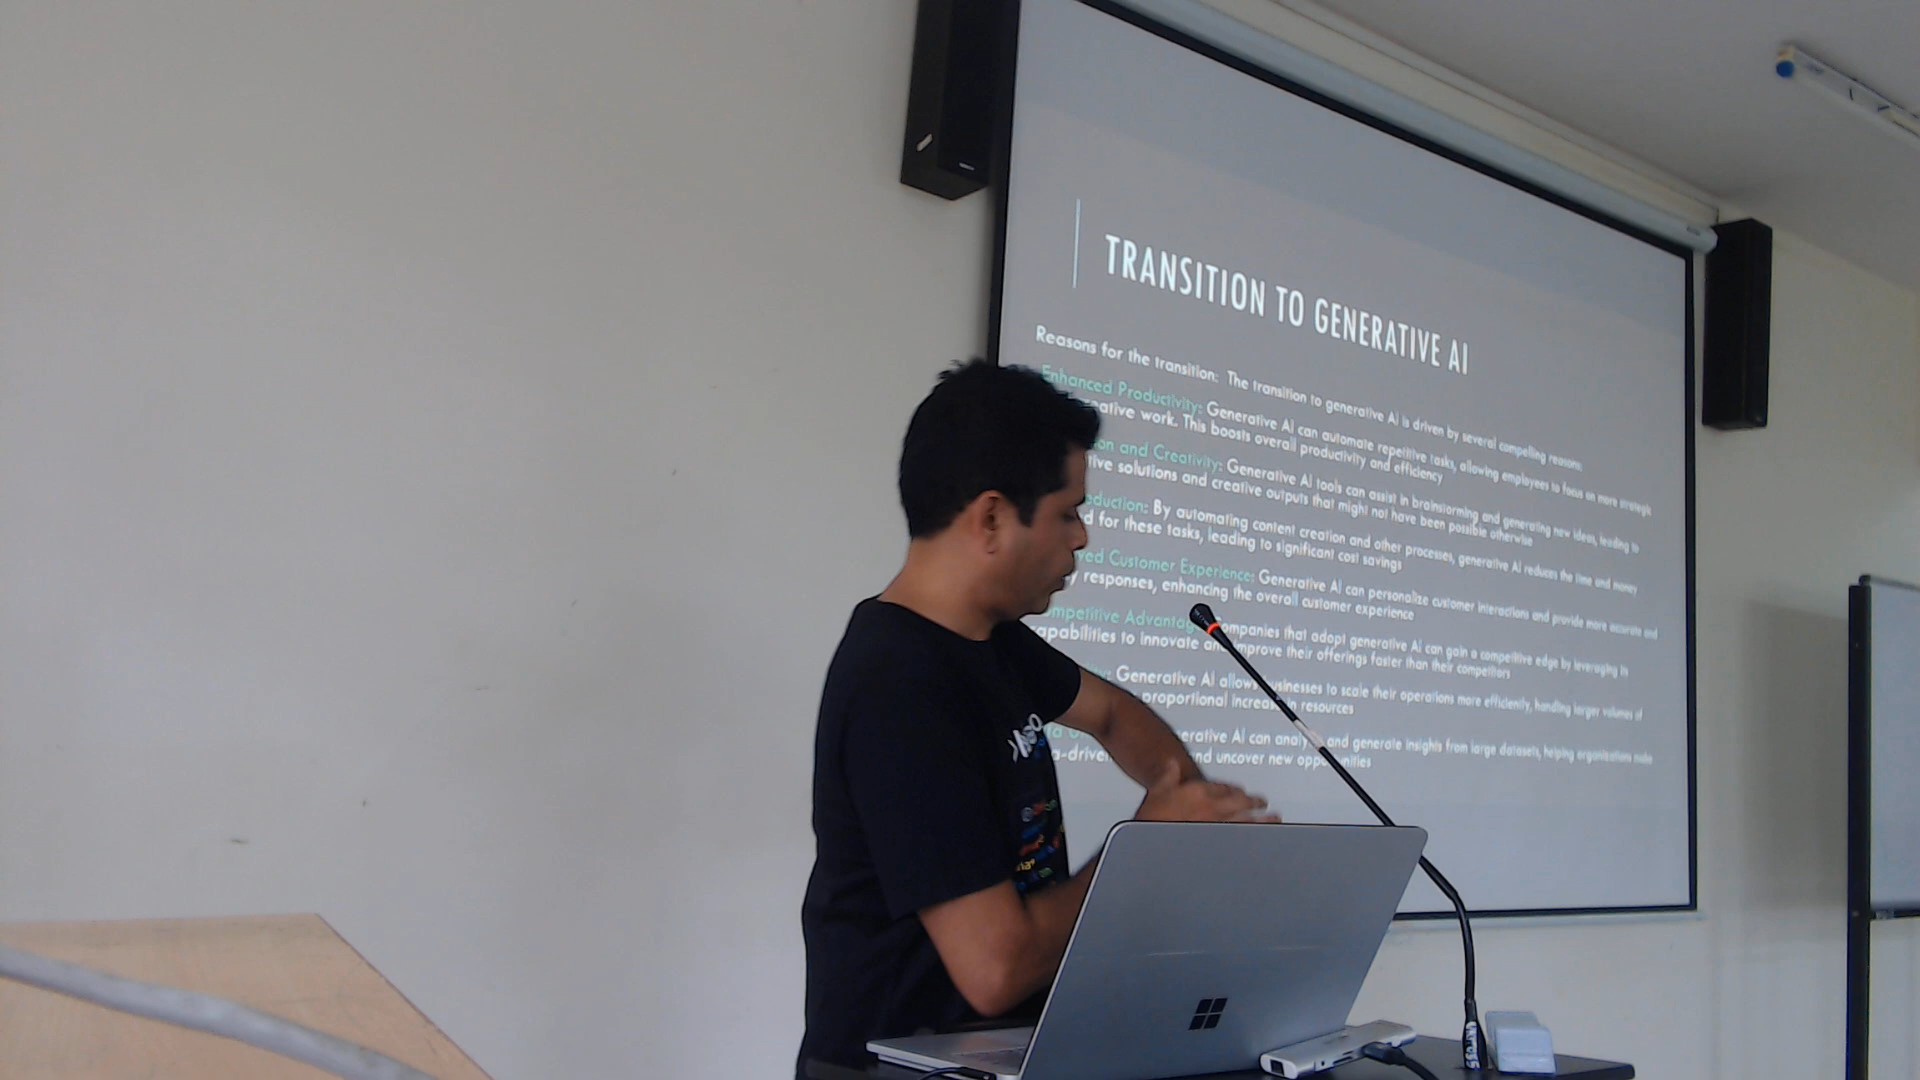 TRANSITION TO GENERATIVE AI
Reasons for the transition: The transition to generative AI is driven by several compelling reasons:
Enhanced Productivity: Generative AI can automate repetitive tasks, allowing employees to focus on more strategic
creative work. This boosts overall productivity and efficiency
and Creativity: Generative AI tools can assist in brainstorming and generating new ideas, leading to
solutions and creative outputs that might not have been possible otherwise
By automating content creation and other processes, generative AI reduces the time and money
for these tasks, leading to significant cost savings
Customer Experience: Generative AI can personalize customer interactions and provide more accurate and
responses, enhancing the overall customer experience
Companies that adopt generative AI can gain a competitive edge by leveraging its
capabilities to innovate and improve their offerings faster than their competitors
Generative AI allows businesses to scale their operations more efficiently, handling larger volumes of
proportional increase in resources
Generative AI can analyze and generate insights from large datasets, helping organizations make
and uncover new opportunities